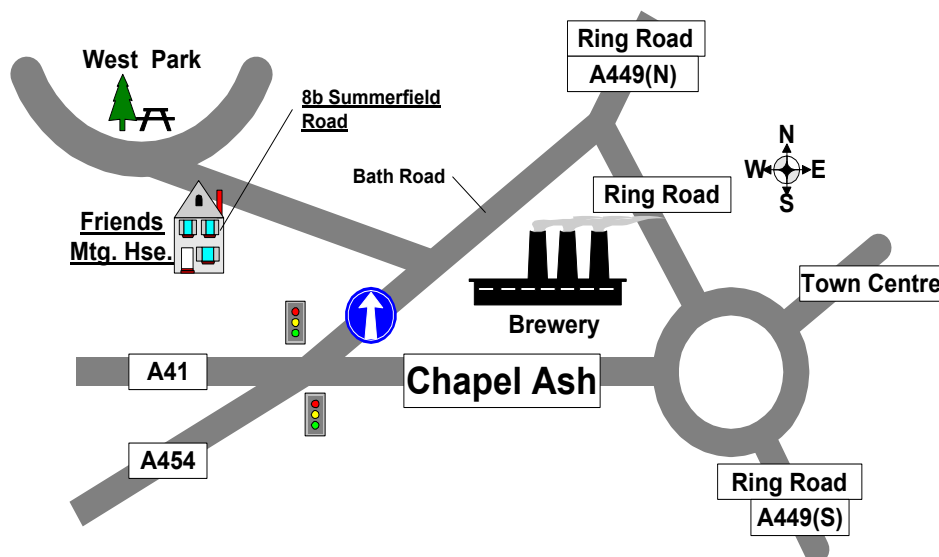 West Park
8b Summerfield
Road
Ring Road
A449(N)
Bath Road
N
W
E
S
Ring Road
Friends
Mtg. Hse.
Town Centre
Brewery
A41
Chapel Ash
A454
Ring Road
A449(S)